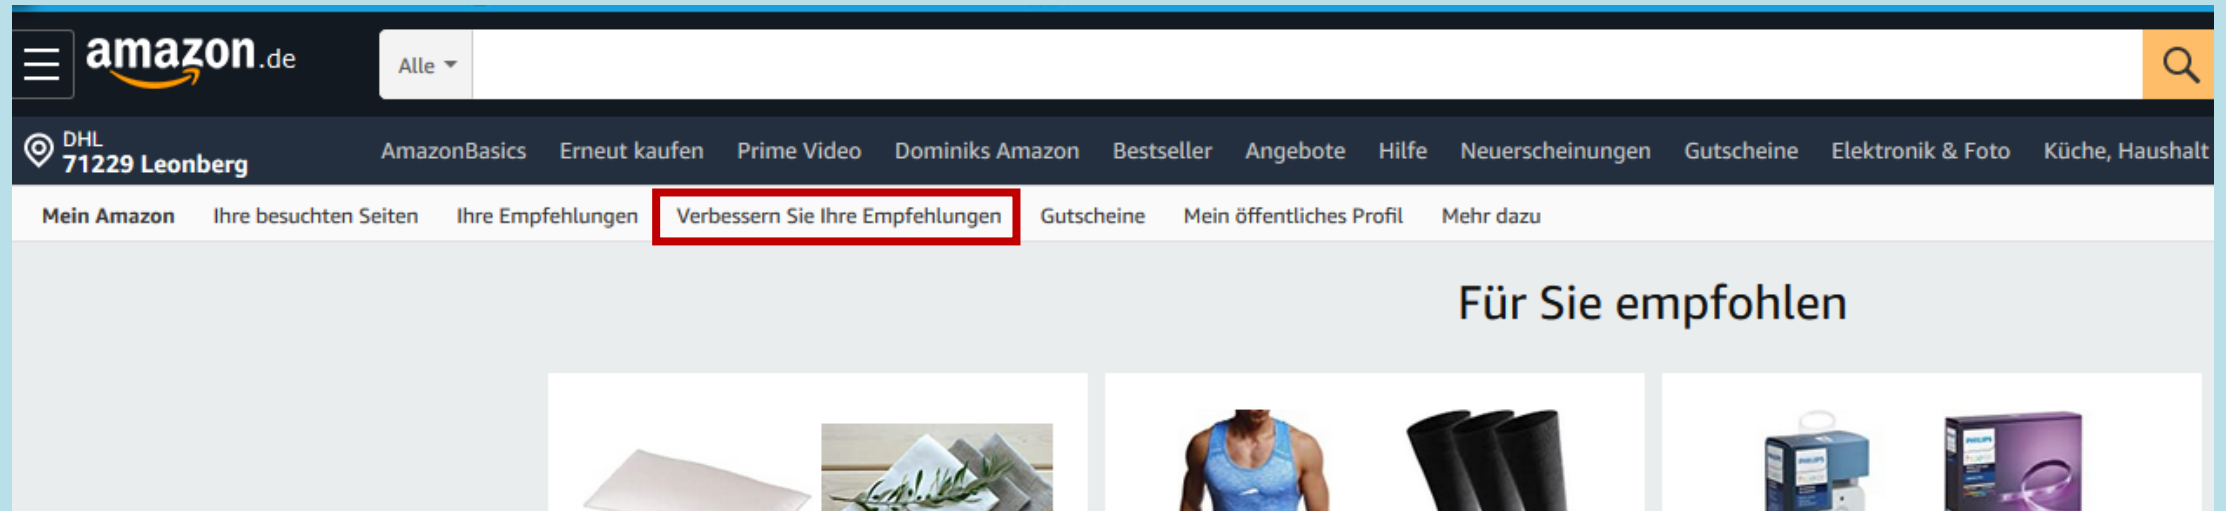 amazon.de
Alle
DHL
71229 Leonberg
AmazonBasics Erneut kaufen Prime Video Dominiks Amazon Bestseller Angebote Hilfe Neuerscheinungen Gutscheine Elektronik & Foto Küche, Haushalt
Mein Amazon Ihre besuchten Seiten Ihre Empfehlungen Verbessern Sie Ihre Empfehlungen Gutscheine Mein öffentliches Profil Mehr dazu
Für Sie empfohlen
PHILIPS
PHILIPS